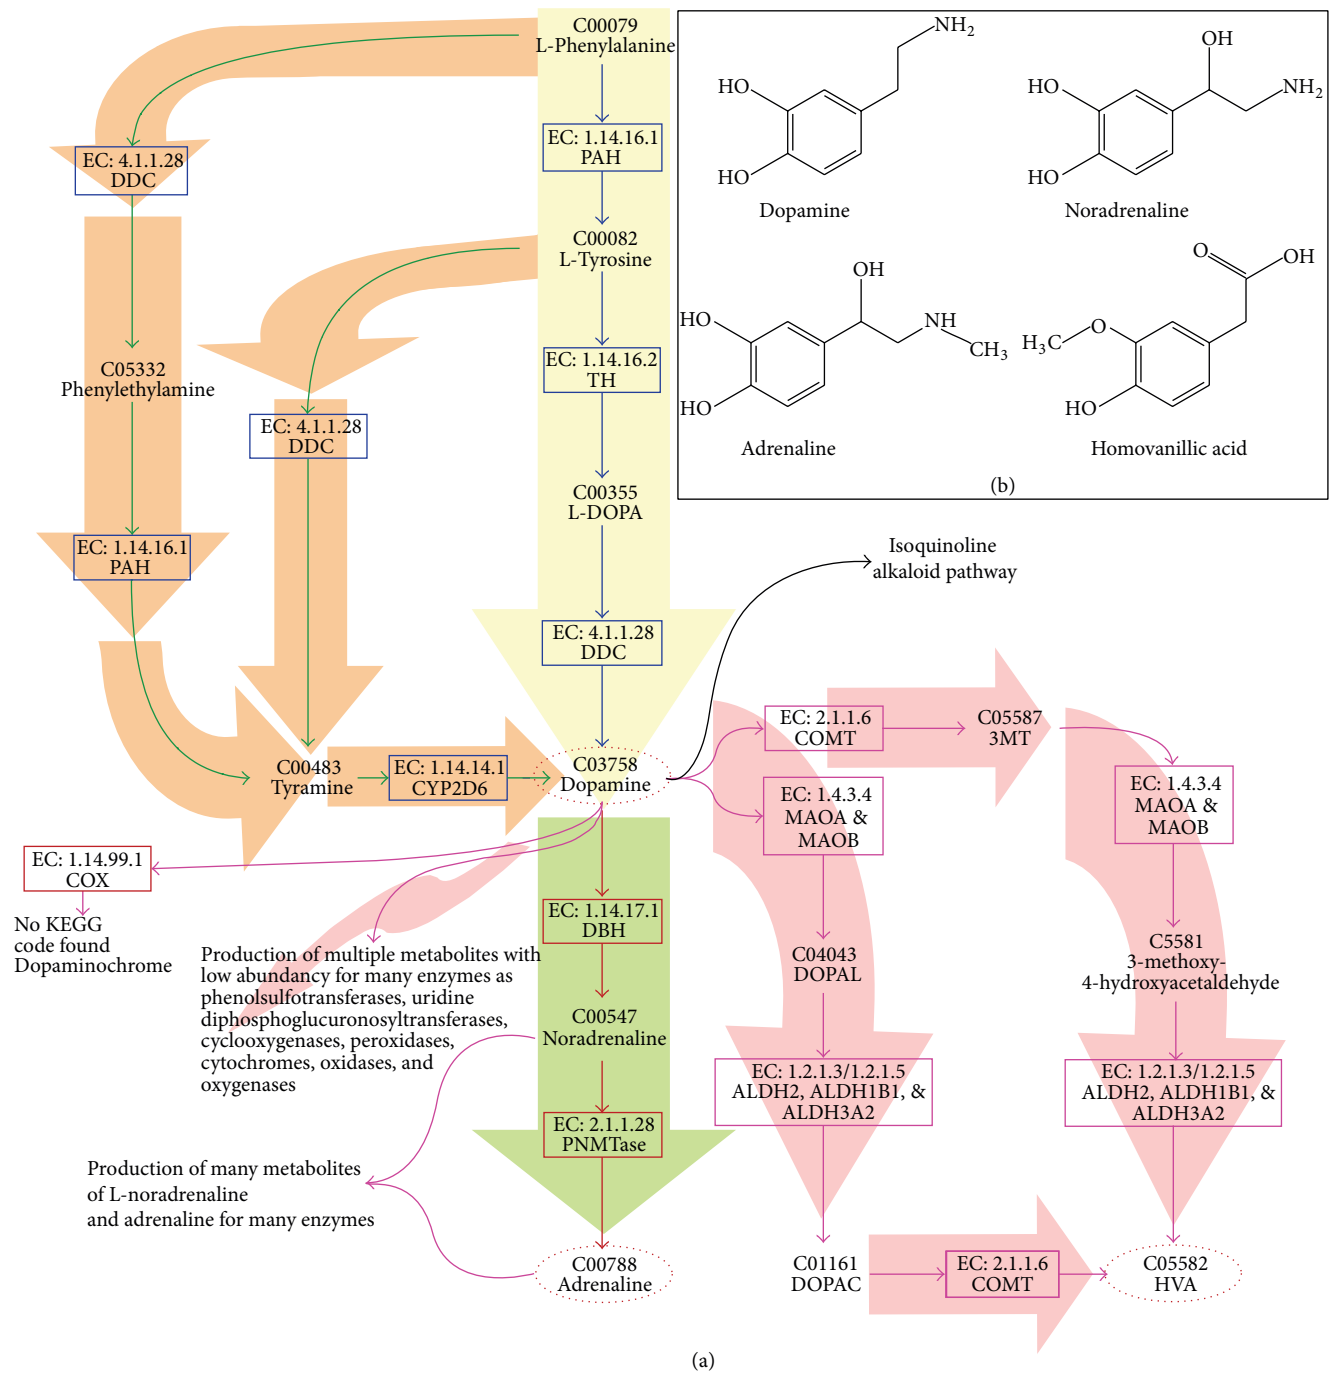 C00079
L-Phenylalanine
EC: 1.14.16.1
PAH
C00082
L-Tyrosine
EC: 1.14.16.2
TH
C00355
L-DOPA
EC: 4.1.1.28
DDC
C03758
Dopamine
EC: 4.1.1.28
DDC
C05332
Phenylethylamine
EC: 1.14.16.1
PAH
EC: 4.1.1.28
DDC
C00483
Tyramine
EC: 1.14.14.1
CYP2D6
EC: 1.14.99.1
COX
No KEGG
code found
Dopaminochrome
Production of multiple metabolites with
low abundancy for many enzymes as
phenolsulfotransferases, uridine
diphosphoglucuronosyltransferases,
cyclooxygenases, peroxidases,
cytochromes, oxidases, and
oxygenases
EC: 1.14.17.1
DBH
C00547
Noradrenaline
EC: 2.1.1.28
PNMTase
Production of many metabolites
of L-noradrenaline
and adrenaline for many enzymes
C00788
Adrenaline
Isoquinoline
alkaloid pathway
EC: 2.1.1.6
COMT
C05587
3MT
EC: 1.4.3.4
MAOA &
MAOB
EC: 1.4.3.4
MAOA &
MAOB
C04043
DOPAL
C5581
3-methoxy-
4-hydroxyacetaldehyde
EC: 1.2.1.3/1.2.1.5
ALDH2, ALDH1B1, &
ALDH3A2
EC: 1.2.1.3/1.2.1.5
ALDH2, ALDH1B1, &
ALDH3A2
C01161
DOPAC
EC: 2.1.1.6
COMT
C05582
HVA
(a)
NH2
HO
HO
Dopamine
OH
HO
NH2
HO
Noradrenaline
OH
HO
NH
CH3
HO
Adrenaline
O
OH
H3C
O
HO
Homovanillic acid
(b)